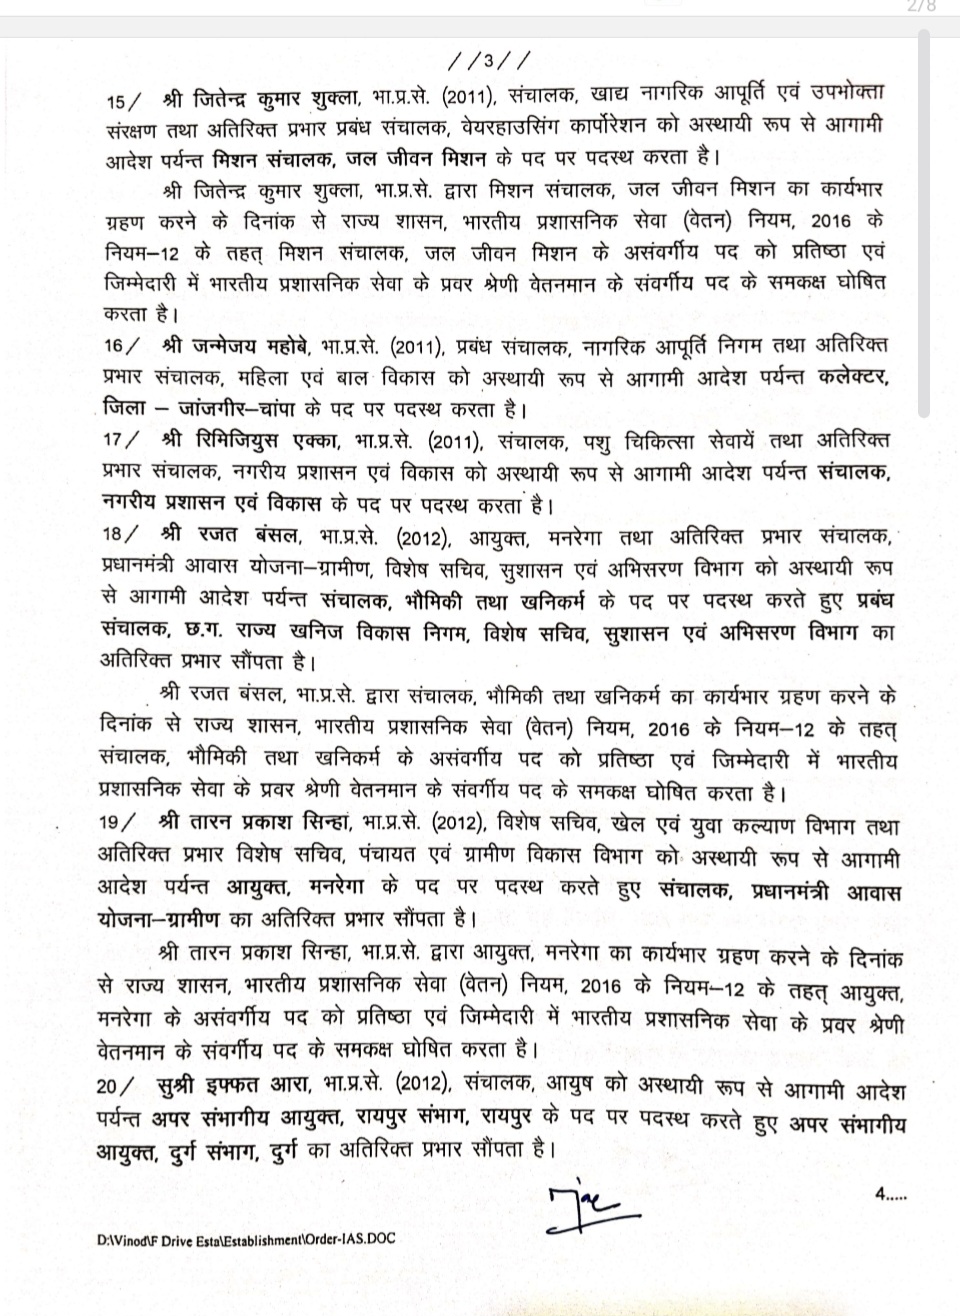 2/8
//3//
15/ श्री जितेन्द्र कुमार शुक्ला, भा.प्र.से. (2011), संचालक, खाद्य नागरिक आपूर्ति एवं उपभोक्ता
संरक्षण तथा अतिरिक्त प्रभार प्रबंध संचालक, वेयरहाउसिंग कार्पोरेशन को अस्थायी रूप से आगामी
आदेश पर्यन्त मिशन संचालक, जल जीवन मिशन के पद पर पदस्थ करता है।
श्री जितेन्द्र कुमार शुक्ला, भा.प्र.से. द्वारा मिशन संचालक, जल जीवन मिशन का कार्यभार
ग्रहण करने के दिनांक से राज्य शासन, भारतीय प्रशासनिक सेवा (वेतन) नियम, 2016 के
नियम–12 के तहत् मिशन संचालक, जल जीवन मिशन के असंवर्गीय पद को प्रतिष्ठा एवं
जिम्मेदारी में भारतीय प्रशासनिक सेवा के प्रवर श्रेणी वेतनमान के संवर्गीय पद के समकक्ष घोषित
करता है।
16/ श्री जन्मेजय महोबे, भा.प्र.से. (2011), प्रबंध संचालक, नागरिक आपूर्ति निगम तथा अतिरिक्त
प्रभार संचालक, महिला एवं बाल विकास को अस्थायी रूप से आगामी आदेश पर्यन्त कलेक्टर,
जिला – जांजगीर–चांपा के पद पर पदस्थ करता है।
17/ श्री रिमिजियुस एक्का, भा.प्र.से. (2011), संचालक, पशु चिकित्सा सेवायें तथा अतिरिक्त
प्रभार संचालक, नगरीय प्रशासन एवं विकास को अस्थायी रूप से आगामी आदेश पर्यन्त संचालक,
नगरीय प्रशासन एवं विकास के पद पर पदस्थ करता है।
18/ श्री रजत बंसल, भा.प्र.से. (2012), आयुक्त, मनरेगा तथा अतिरिक्त प्रभार संचालक,
प्रधानमंत्री आवास योजना–ग्रामीण, विशेष सचिव, सुशासन एवं अभिसरण विभाग को अस्थायी रूप
से आगामी आदेश पर्यन्त संचालक, भौमिकी तथा खनिकर्म के पद पर पदस्थ करते हुए प्रबंध
संचालक, छ.ग. राज्य खनिज विकास निगम, विशेष सचिव, सुशासन एवं अभिसरण विभाग का
अतिरिक्त प्रभार सौंपता है।
श्री रजत बंसल, भा.प्र.से. द्वारा संचालक, भौमिकी तथा खनिकर्म का कार्यभार ग्रहण करने के
दिनांक से राज्य शासन, भारतीय प्रशासनिक सेवा (वेतन) नियम, 2016 के नियम–12 के तहत्
संचालक, भौमिकी तथा खनिकर्म के असंवर्गीय पद को प्रतिष्ठा एवं जिम्मेदारी में भारतीय
प्रशासनिक सेवा के प्रवर श्रेणी वेतनमान के संवर्गीय पद के समकक्ष घोषित करता है।
19/ श्री तारन प्रकाश सिन्हा, भा.प्र.से. (2012), विशेष सचिव, खेल एवं युवा कल्याण विभाग तथा
अतिरिक्त प्रभार विशेष सचिव, पंचायत एवं ग्रामीण विकास विभाग को अस्थायी रूप से आगामी
आदेश पर्यन्त आयुक्त, मनरेगा के पद पर पदस्थ करते हुए संचालक, प्रधानमंत्री आवास
योजना–ग्रामीण का अतिरिक्त प्रभार सौंपता है।
श्री तारन प्रकाश सिन्हा, भा.प्र.से. द्वारा आयुक्त, मनरेगा का कार्यभार ग्रहण करने के दिनांक
से राज्य शासन, भारतीय प्रशासनिक सेवा (वेतन) नियम, 2016 के नियम–12 के तहत् आयुक्त,
मनरेगा के असंवर्गीय पद को प्रतिष्ठा एवं जिम्मेदारी में भारतीय प्रशासनिक सेवा के प्रवर श्रेणी
वेतनमान के संवर्गीय पद के समकक्ष घोषित करता है।
20/ सुश्री इफ्फत आरा, भा.प्र.से. (2012), संचालक, आयुष को अस्थायी रूप से आगामी आदेश
पर्यन्त अपर संभागीय आयुक्त, रायपुर संभाग, रायपुर के पद पर पदस्थ करते हुए अपर संभागीय
आयुक्त, दुर्ग संभाग, दुर्ग का अतिरिक्त प्रभार सौंपता है।
4.....
D:\Vinod\F Drive Esta\Establishment\Order-IAS.DOC